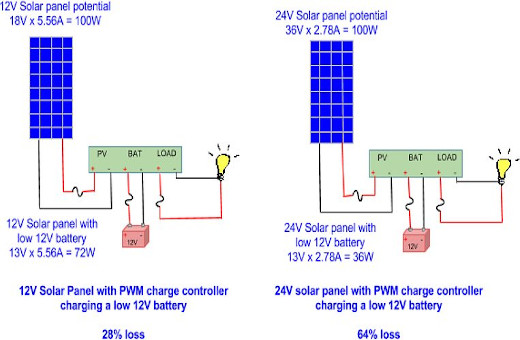 12V Solar panel potential
18V x 5.56A = 100W
PV BAT LOAD
+ - + - + -
12V
12V Solar panel with
low 12V battery
13V x 5.56A = 72W
12V Solar Panel with PWM charge controller
charging a low 12V battery
28% loss
24V Solar panel potential
36V x 2.78A = 100W
PV BAT LOAD
+ - + - + -
12V
24V Solar panel with
low 12V battery
13V x 2.78A = 36W
24V solar panel with PWM charge controller
charging a low 12V battery
64% loss